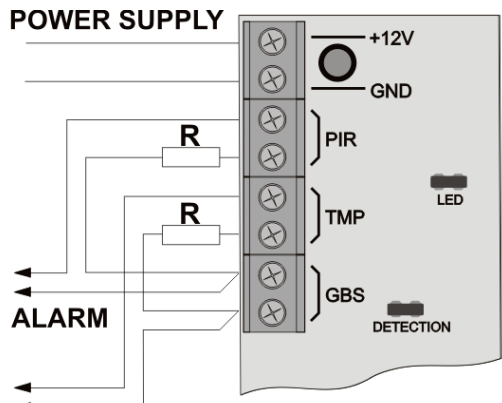 POWER SUPPLY
+12V
GND
R
PIR
LED
R
TMP
GBS
ALARM
DETECTION